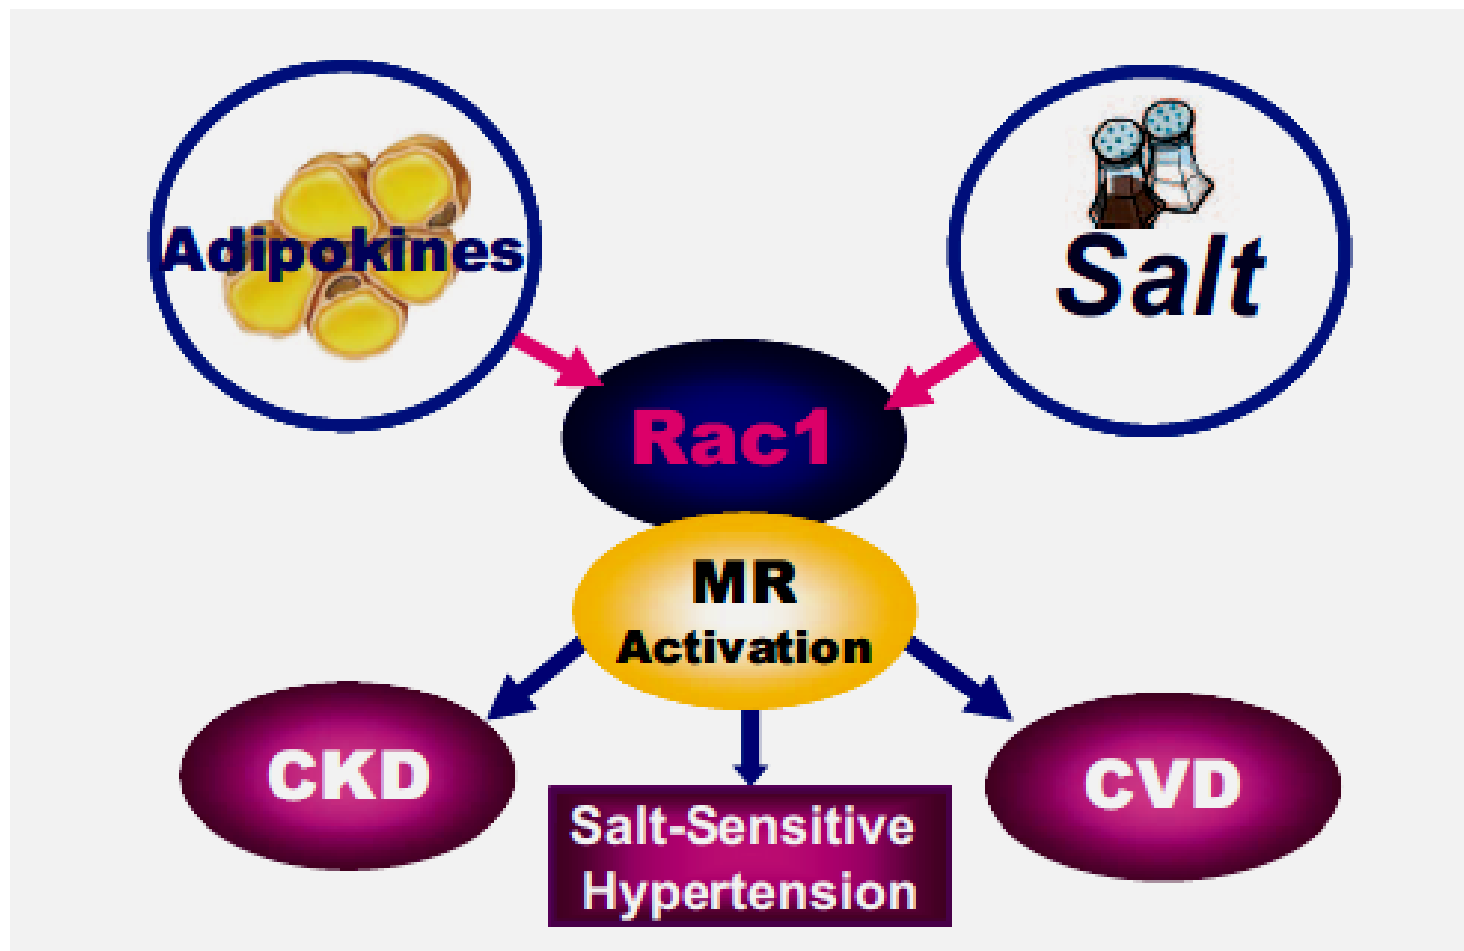 Adipokines
Salt
Rac1
MR
Activation
CKD
CVD
Salt-Sensitive
Hypertension